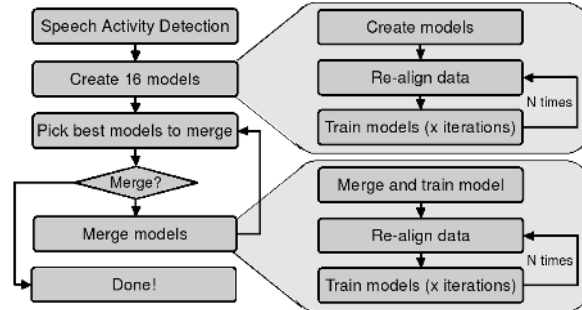 Speech Activity Detection
Create 16 models
Pick best models to merge
Merge?
Merge models
Done!
Create models
Re-align data
N times
Train models (x iterations)
Merge and train model
Re-align data
N times
Train models (x iterations)